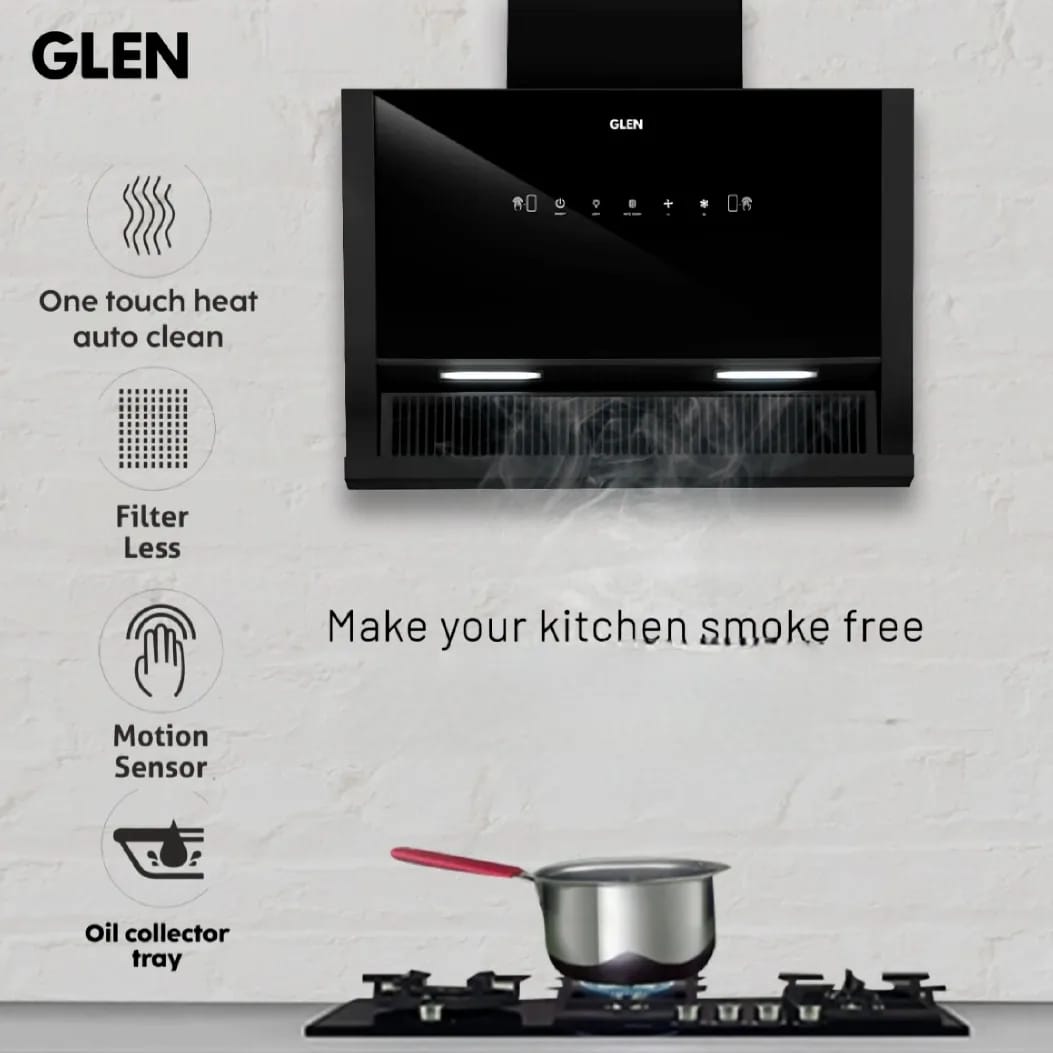 GLEN
GLEN
One touch heat
auto clean
Filter
Less
Make your kitchen smoke free
Motion
Sensor
Oil collector
tray